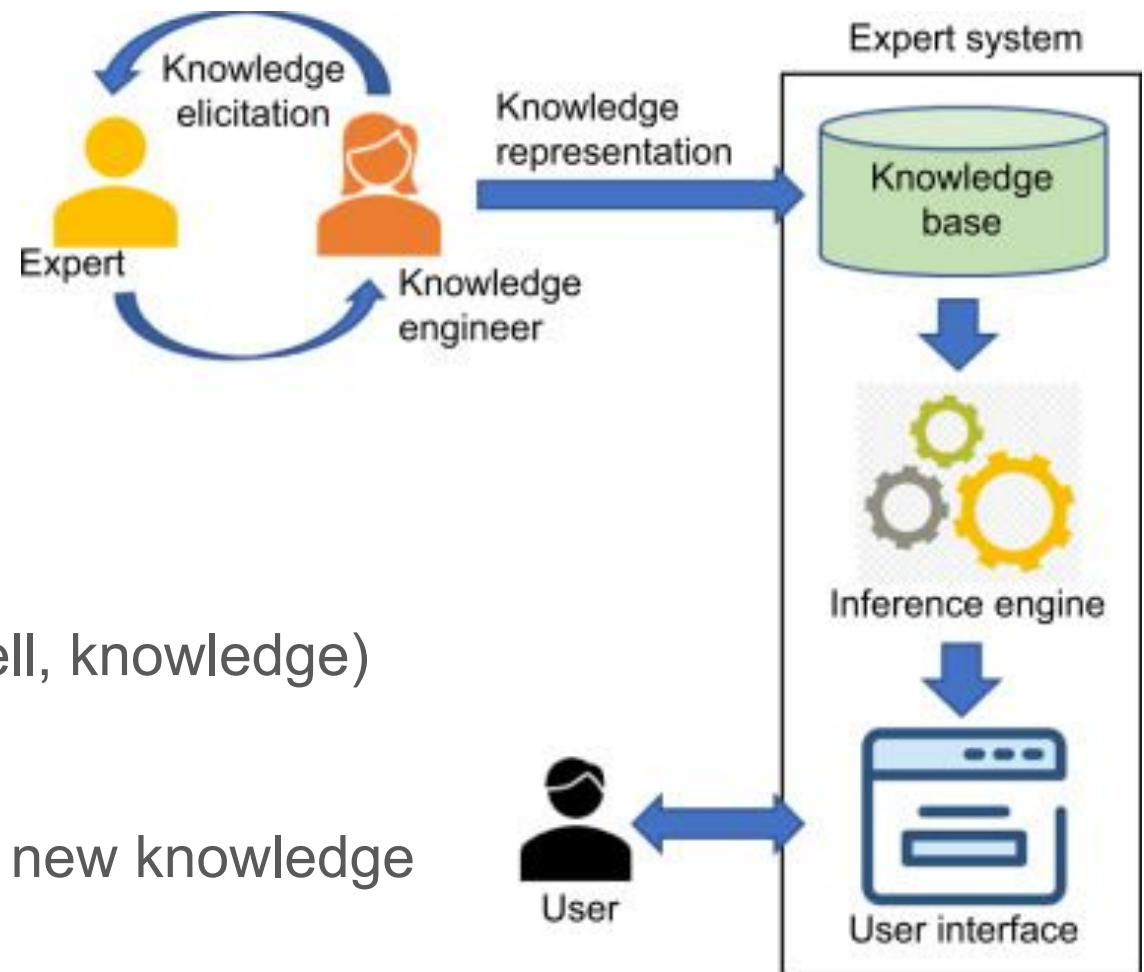 Expert system
Knowledge
elicitation
Knowledge
representation
Knowledge
base
Expert
Knowledge
engineer
Inference engine
ell, knowledge)
new knowledge
User
User interface